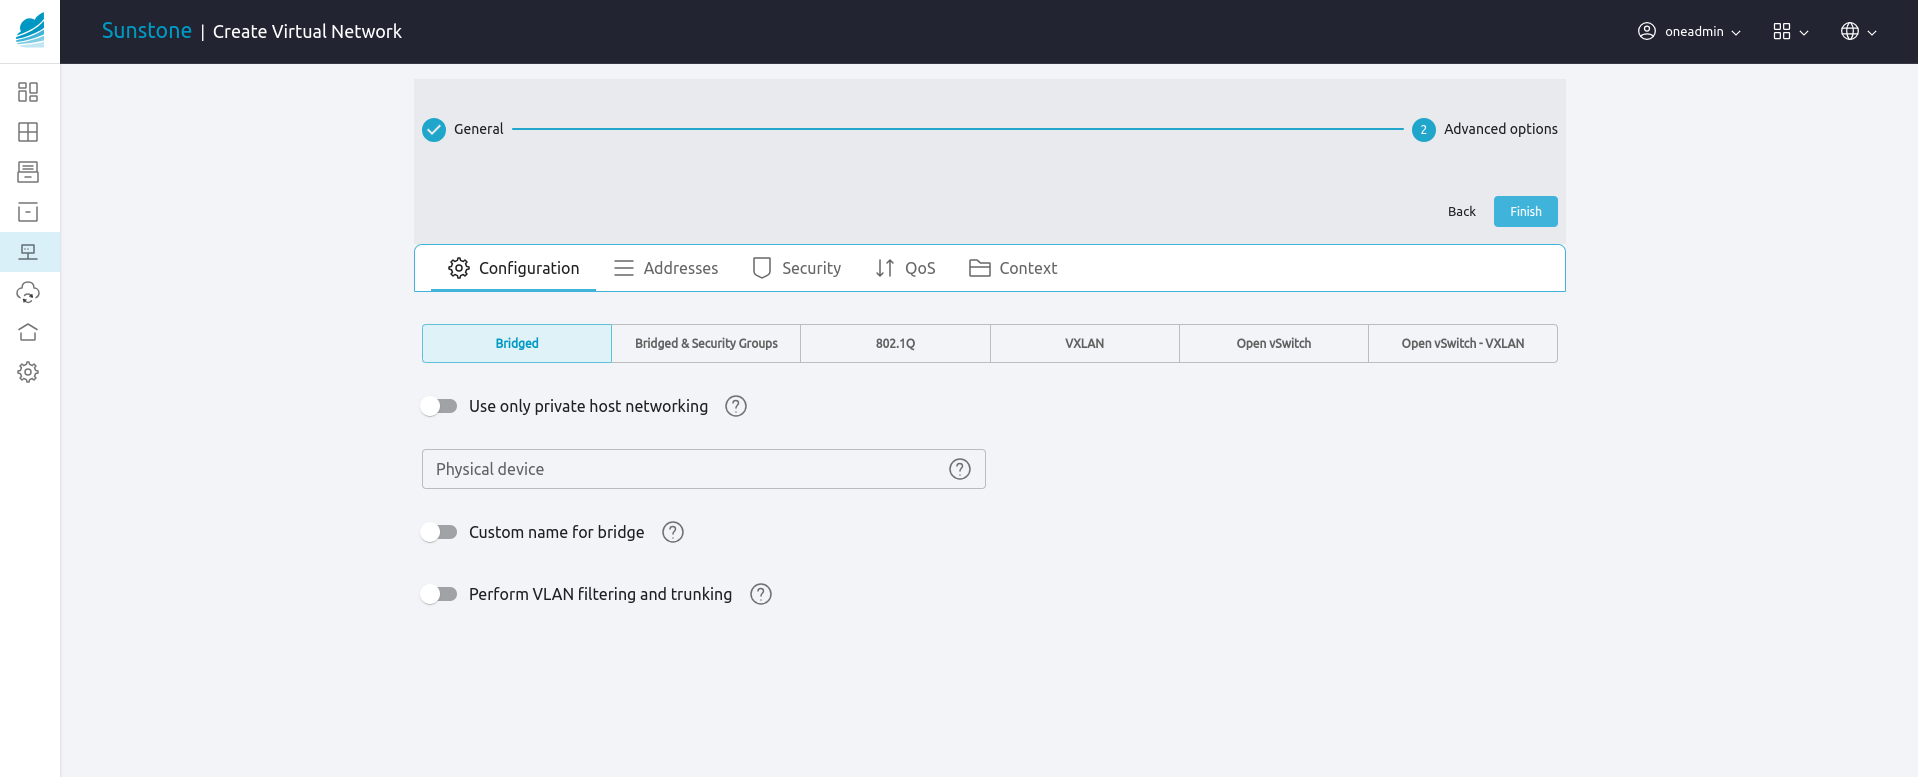 Sunstone | Create Virtual Network
oneadmin
General
2
Advanced options
Back
Finish
Configuration
Addresses
Security
QoS
Context
Bridged
Bridged & Security Groups
802.1Q
VXLAN
Open vSwitch
Open vSwitch - VXLAN
Use only private host networking ?
Physical device ?
Custom name for bridge ?
Perform VLAN filtering and trunking ?